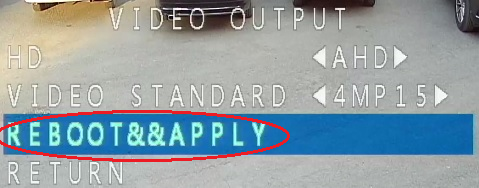 VIDEO OUTPUT
HD ◀AHD▶
VIDEO STANDARD ◀4MP15▶
REBOOT&&APPLY
RETURN